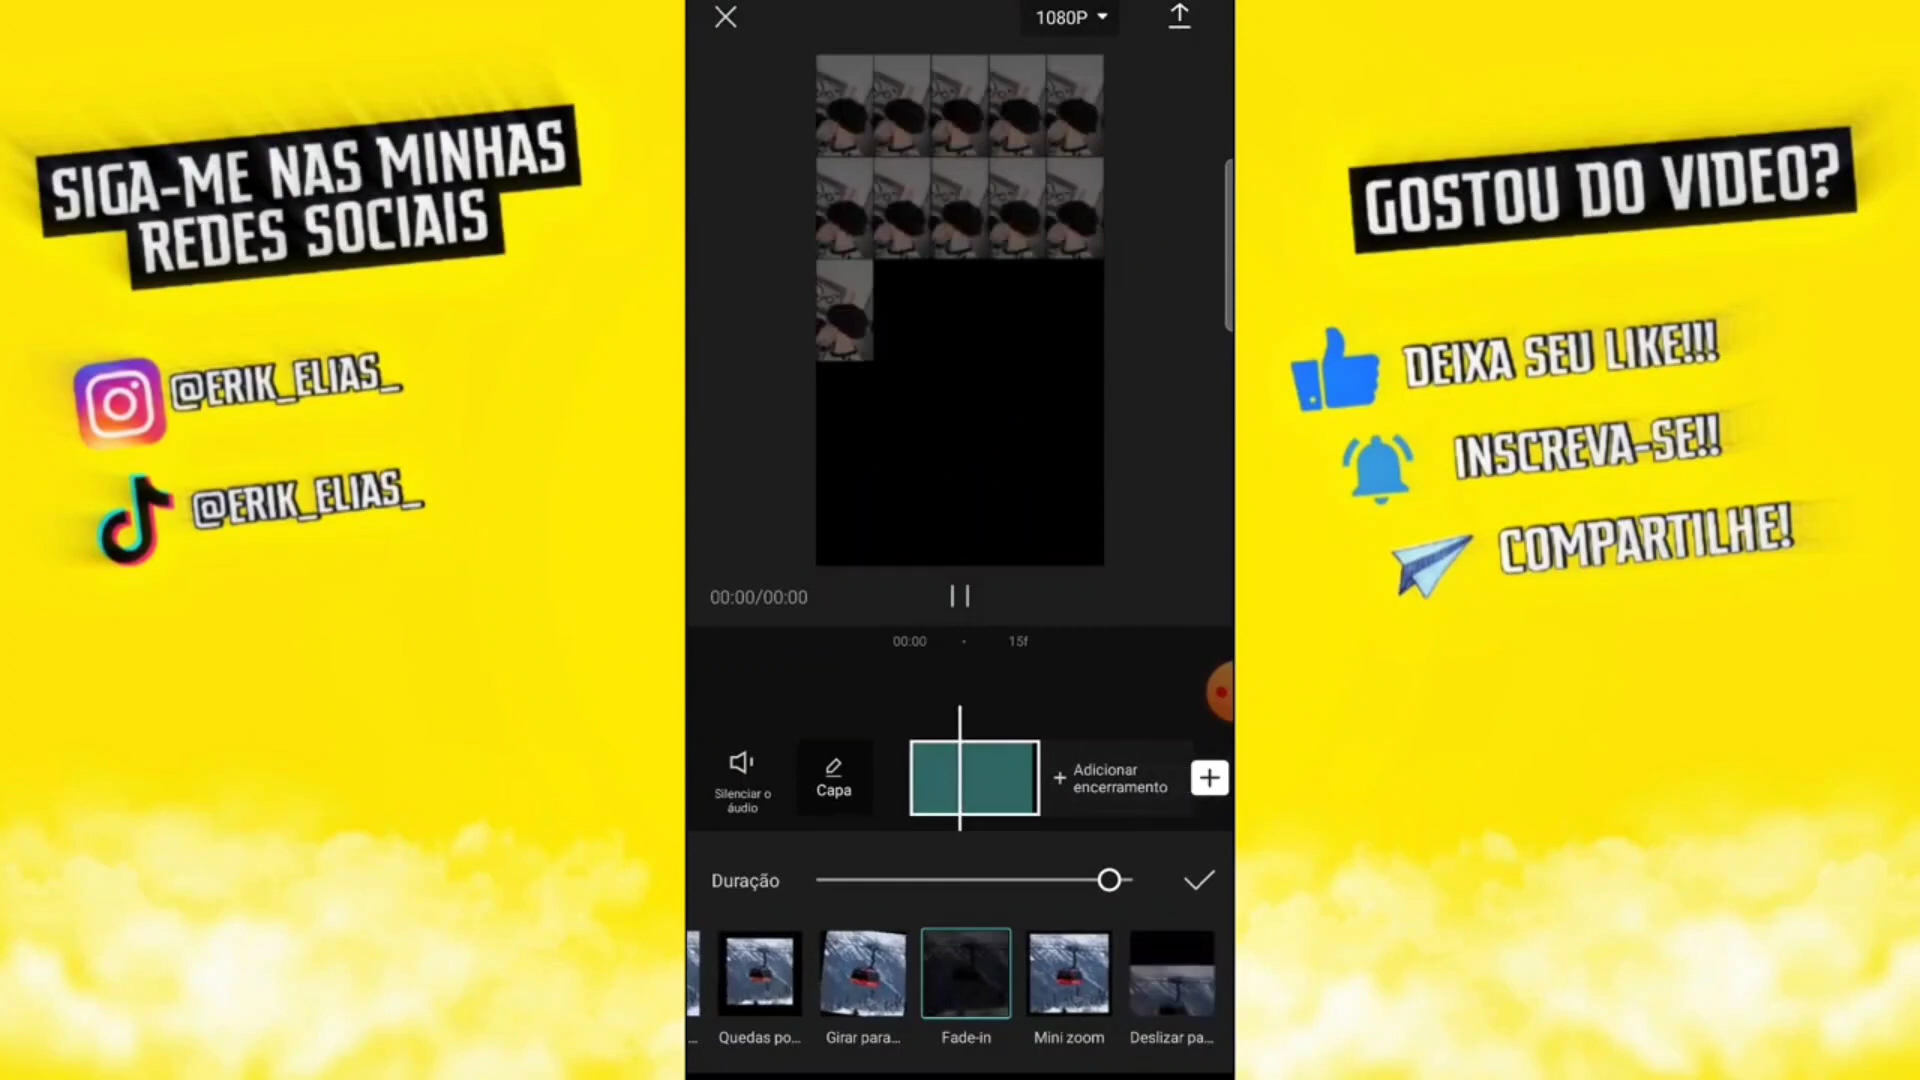 SIGA-ME NAS MINHAS
REDES SOCIAIS
@ERIK_ELIAS_
@ERIK_ELIAS_
1080P
00:00/00:00
00:00
15f
Silenciar o
áudio
Capa
+ Adicionar
encerramento
+
Duração
...
Quedas po...
Girar para...
Fade-in
Mini zoom
Deslizar pa...
GOSTOU DO VIDEO?
DEIXA SEU LIKE!!!
INSCREVA-SE!!
COMPARTILHE!